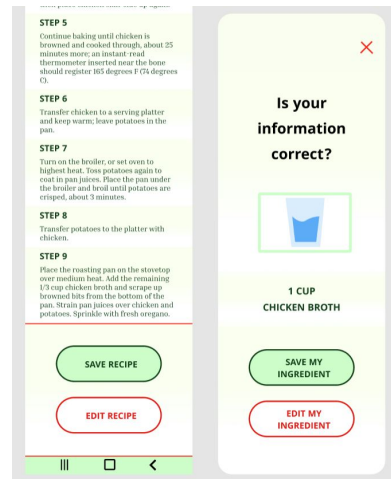 STEP 5
Continue baking until chicken is
browned and cooked through, about 25
minutes more; an instant-read
thermometer inserted near the bone
should register 165 degrees F (74 degrees
C).
STEP 6
Transfer chicken to a serving platter
and keep warm; leave potatoes in the
pan.
STEP 7
Turn on the broiler, or set oven to
highest heat. Toss potatoes again to
coat in pan juices. Place the pan under
the broiler and broil until potatoes are
crisped, about 3 minutes.
STEP 8
Transfer potatoes to the platter with
chicken.
STEP 9
Place the roasting pan on the stovetop
over medium heat. Add the remaining
1/3 cup chicken broth and scrape up
browned bits from the bottom of the
pan. Strain pan juices over chicken and
potatoes. Sprinkle with fresh oregano.
SAVE RECIPE
EDIT RECIPE
Is your
information
correct?
1 CUP
CHICKEN BROTH
SAVE MY
INGREDIENT
EDIT MY
INGREDIENT